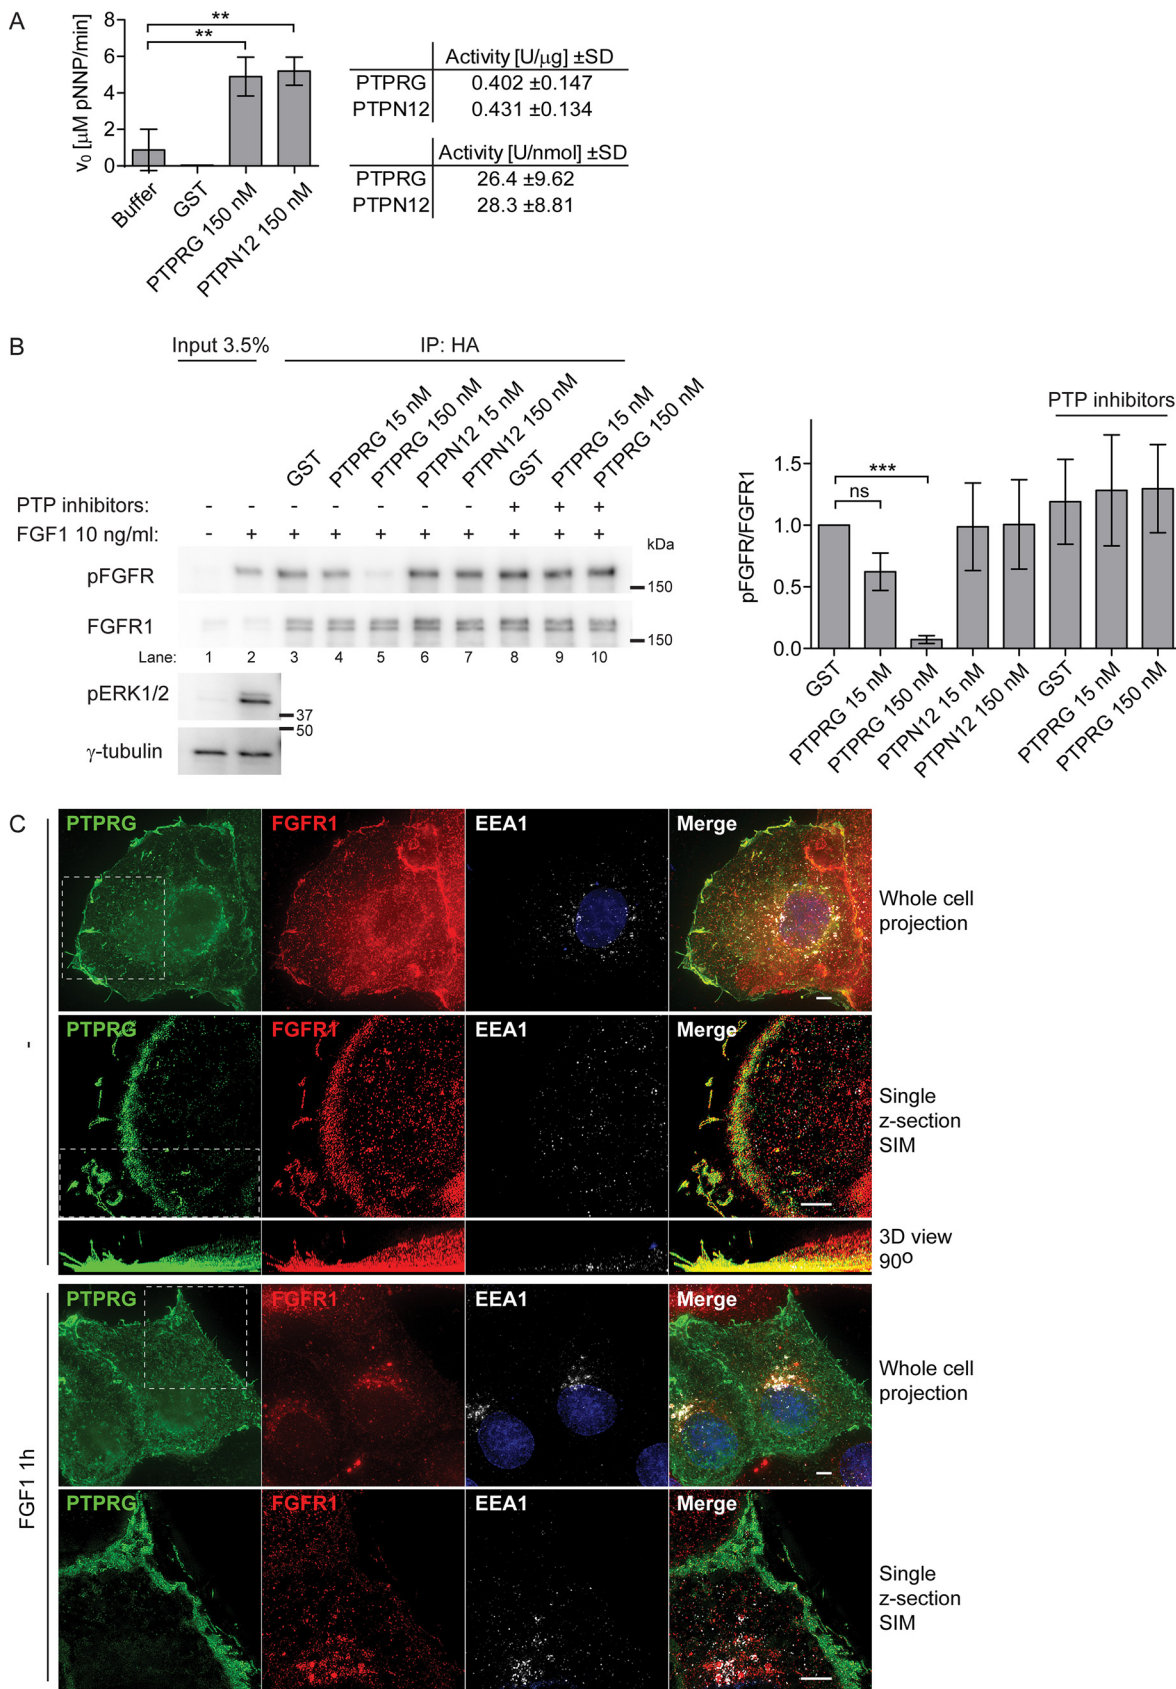 A
v₀ [µM pNNP/min]
8
6
4
2
0
**
**
Buffer
GST
PTPRG 150 nM
PTPN12 150 nM
Activity [U/µg] ±SD
PTPRG 0.402 ±0.147
PTPN12 0.431 ±0.134
Activity [U/nmol] ±SD
PTPRG 26.4 ±9.62
PTPN12 28.3 ±8.81
B
Input 3.5% IP: HA
GST
PTPRG 15 nM
PTPRG 150 nM
PTPN12 15 nM
PTPN12 150 nM
GST
PTPRG 15 nM
PTPRG 150 nM
PTP inhibitors: - - - - - - - + + +
FGF1 10 ng/ml: - + + + + + + + + +
kDa
pFGFR 150
FGFR1 150
Lane: 1 2 3 4 5 6 7 8 9 10
pERK1/2 37
50
γ-tubulin
PTP inhibitors
pFGFR/FGFR1
1.5
1.0
0.5
0.0
***
ns
GST
PTPRG 15 nM
PTPRG 150 nM
PTPN12 15 nM
PTPN12 150 nM
GST
PTPRG 15 nM
PTPRG 150 nM
C
-
PTPRG FGFR1 EEA1 Merge
Whole cell
projection
PTPRG FGFR1 EEA1 Merge
Single
z-section
SIM
3D view
90º
FGF1 1h
PTPRG FGFR1 EEA1 Merge
Whole cell
projection
PTPRG FGFR1 EEA1 Merge
Single
z-section
SIM